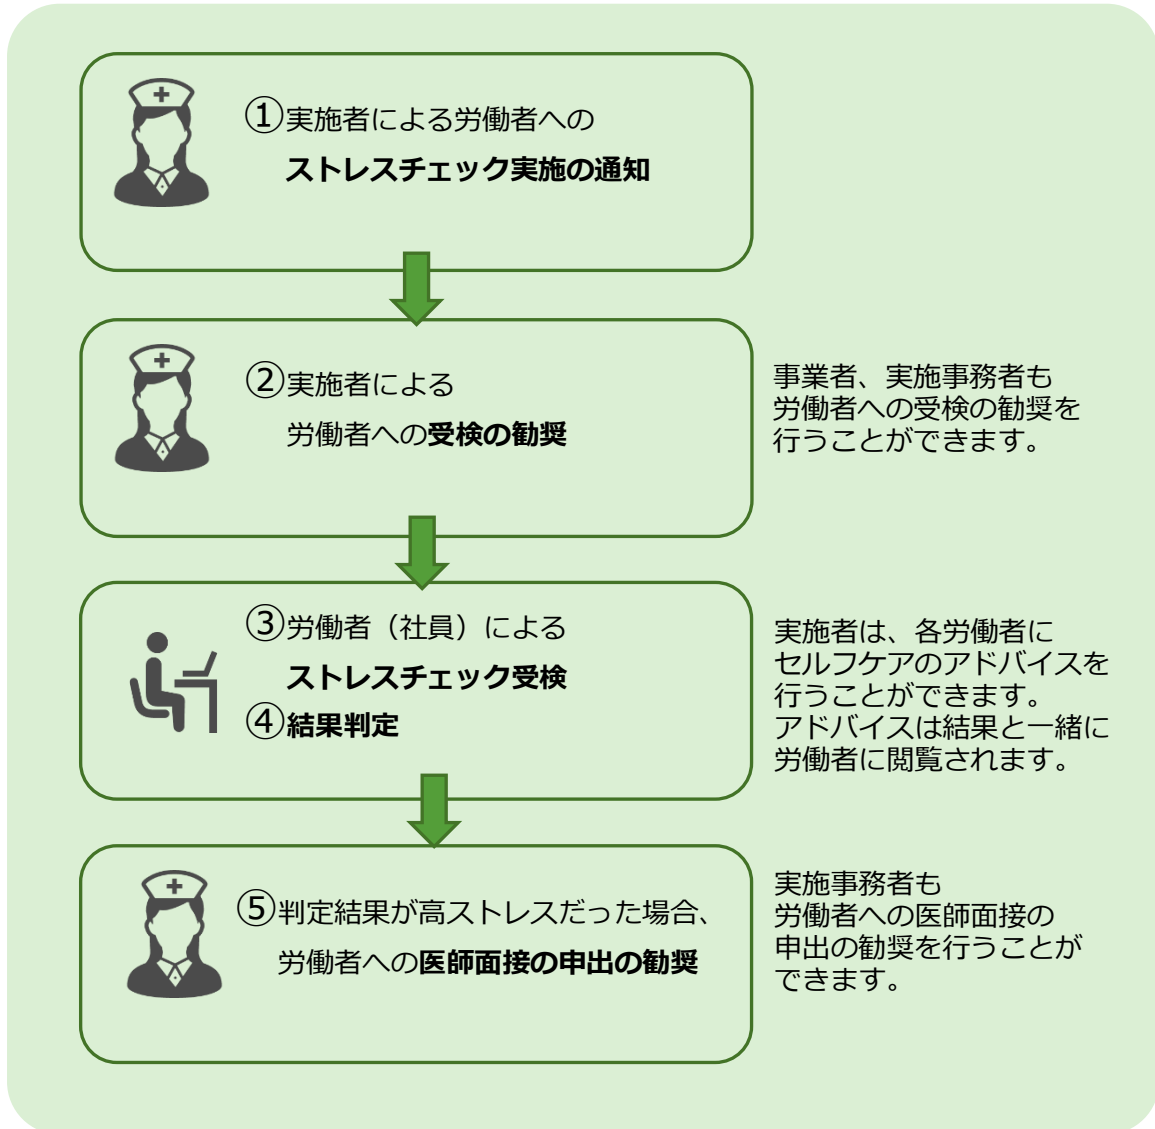 ①実施者による労働者への
ストレスチェック実施の通知
②実施者による
労働者への受検の勧奨
事業者、実施事務者も
労働者への受検の勧奨を
行うことができます。
③労働者（社員）による
ストレスチェック受検
④結果判定
実施者は、各労働者に
セルフケアのアドバイスを
行うことができます。
アドバイスは結果と一緒に
労働者に閲覧されます。
⑤判定結果が高ストレスだった場合、
労働者への医師面接の申出の勧奨
実施事務者も
労働者への医師面接の
申出の勧奨を行うことが
できます。